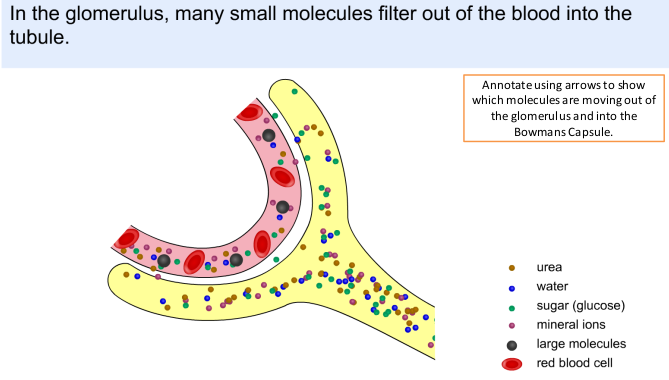 In the glomerulus, many small molecules filter out of the blood into the
tubule.
Annotate using arrows to show
which molecules are moving out of
the glomerulus and into the
Bowmans Capsule.
urea
water
sugar (glucose)
mineral ions
large molecules
red blood cell